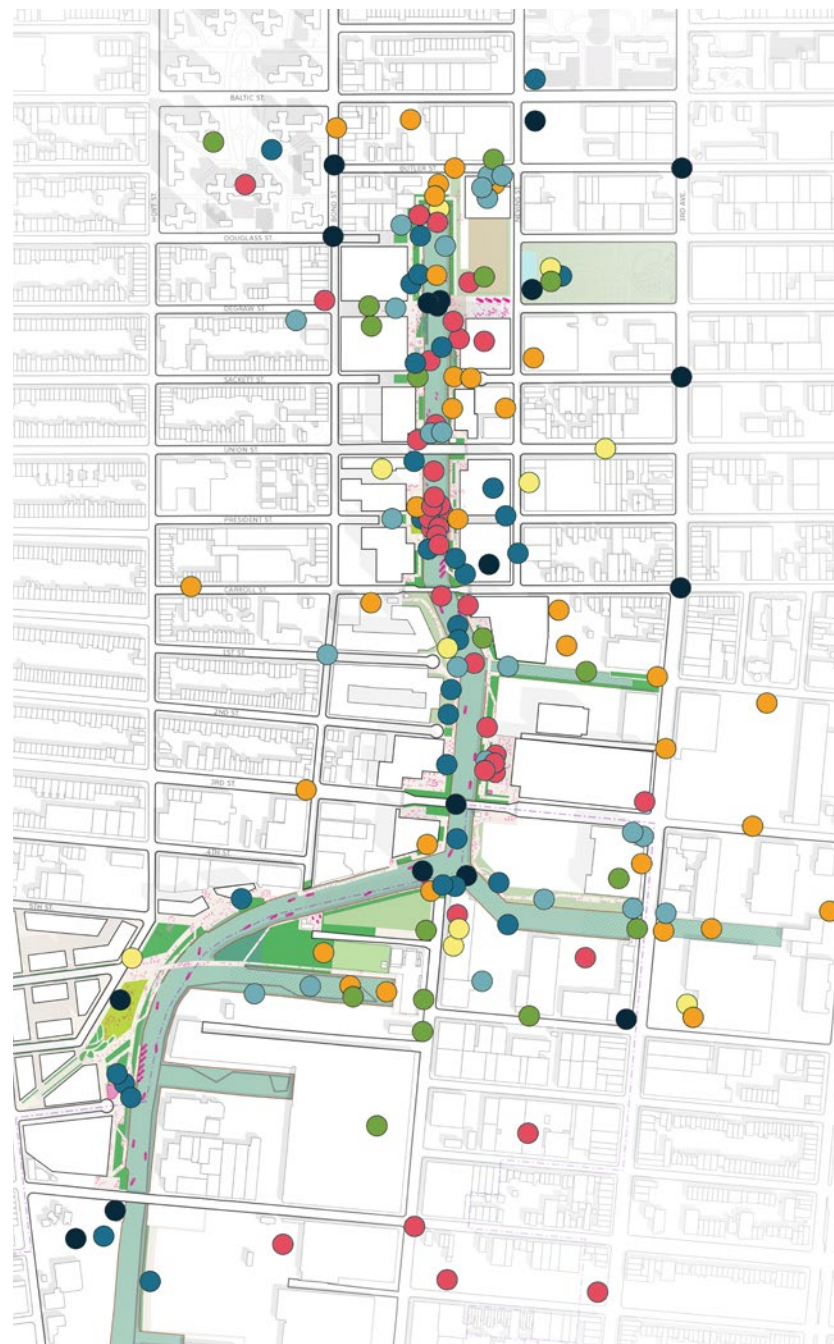 BALTIC ST.
BUTLER ST.
HOYT ST.
BOND ST.
NEVINS ST.
3RD AVE.
DOUGLASS ST.
DEGRAW ST.
SACKETT ST.
UNION ST.
PRESIDENT ST.
CARROLL ST.
1ST ST.
2ND ST.
3RD ST.
4TH ST.
5TH ST.